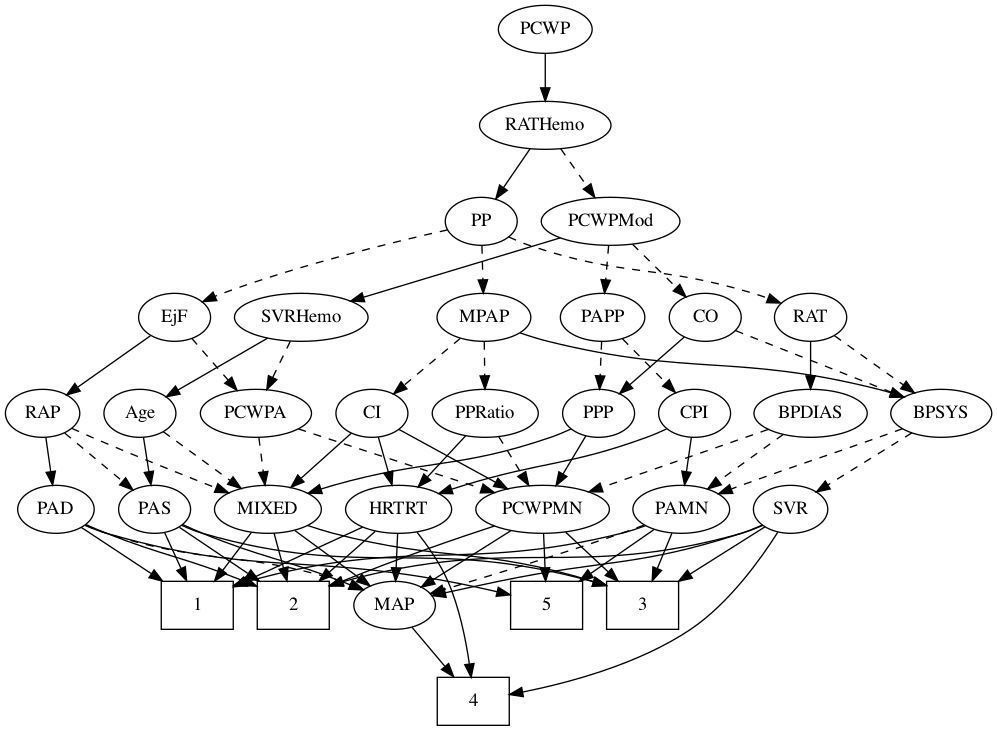 PCWP
RATHemo
PP
PCWPMod
EjF
SVRHemo
MPAP
PAPP
CO
RAT
RAP
Age
PCWPA
CI
PPRatio
PPP
CPI
BPDIAS
BPSYS
PAD
PAS
MIXED
HRTRT
PCWPMN
PAMN
SVR
1
2
MAP
5
3
4